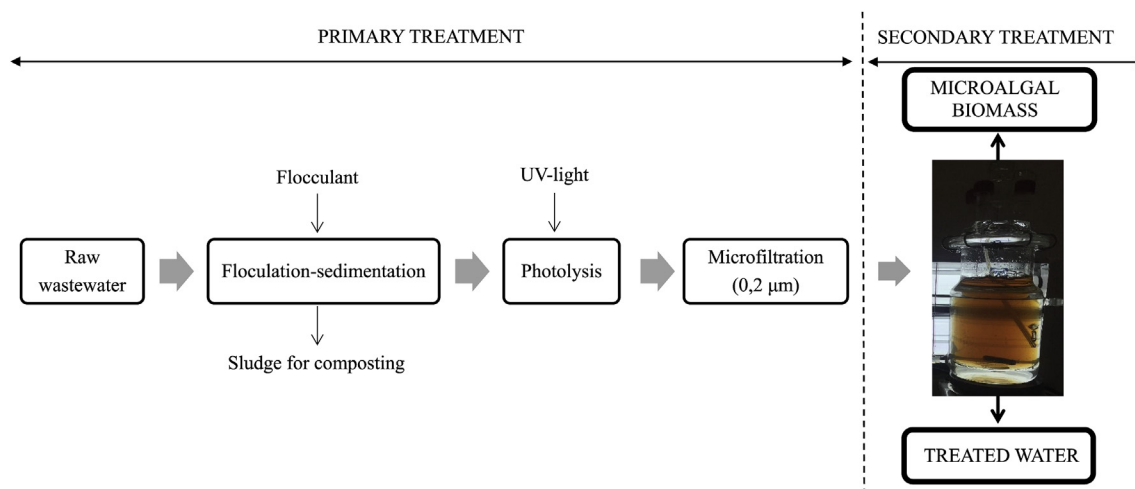 PRIMARY TREATMENT
SECONDARY TREATMENT
MICROALGAL
BIOMASS
Flocculant
UV-light
Raw
wastewater
Floculation-sedimentation
Photolysis
Microfiltration
(0,2 μm)
Sludge for composting
TREATED WATER